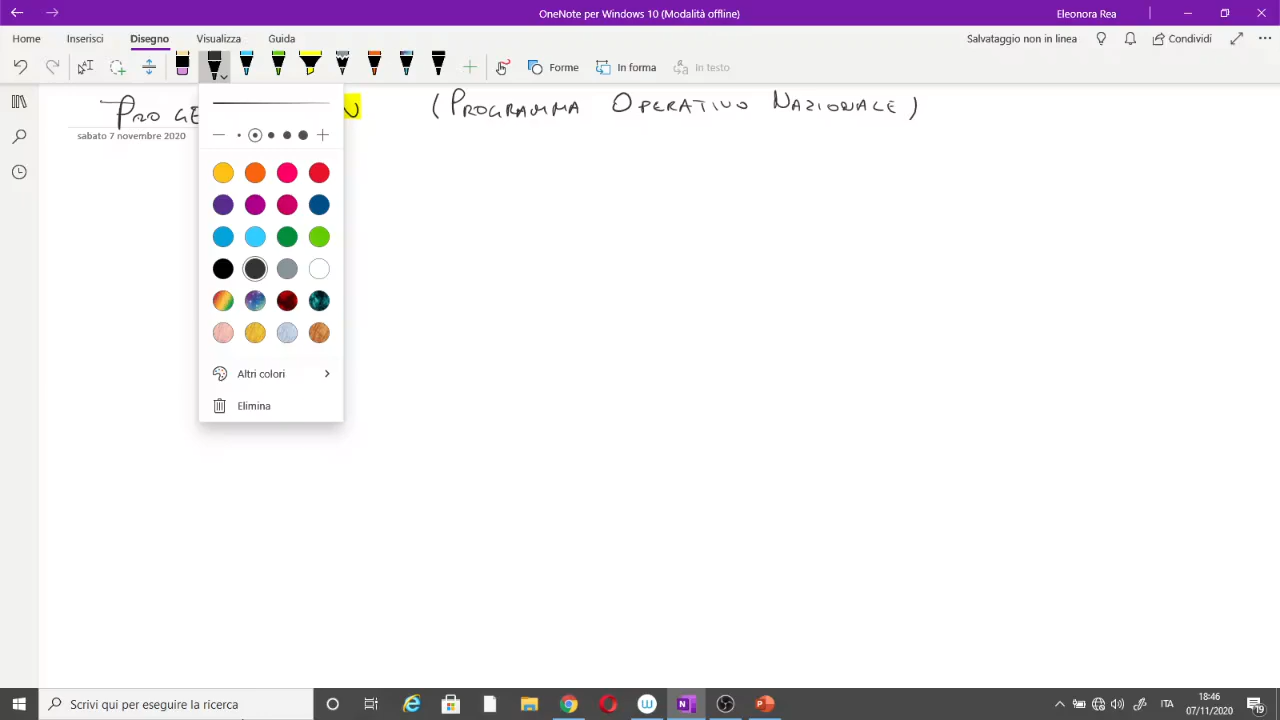 OneNote per Windows 10 (Modalità offline)
Eleonora Rea
Home Inserisci Disegno Visualizza Guida
Salvataggio non in linea Condividi
Forme In forma In testo
PROGE N (PROGRAMMA OPERATIVO NAZIONALE)
sabato 7 novembre 2020
Altri colori
Elimina
Scrivi qui per eseguire la ricerca
ITA
18:46
07/11/2020
19